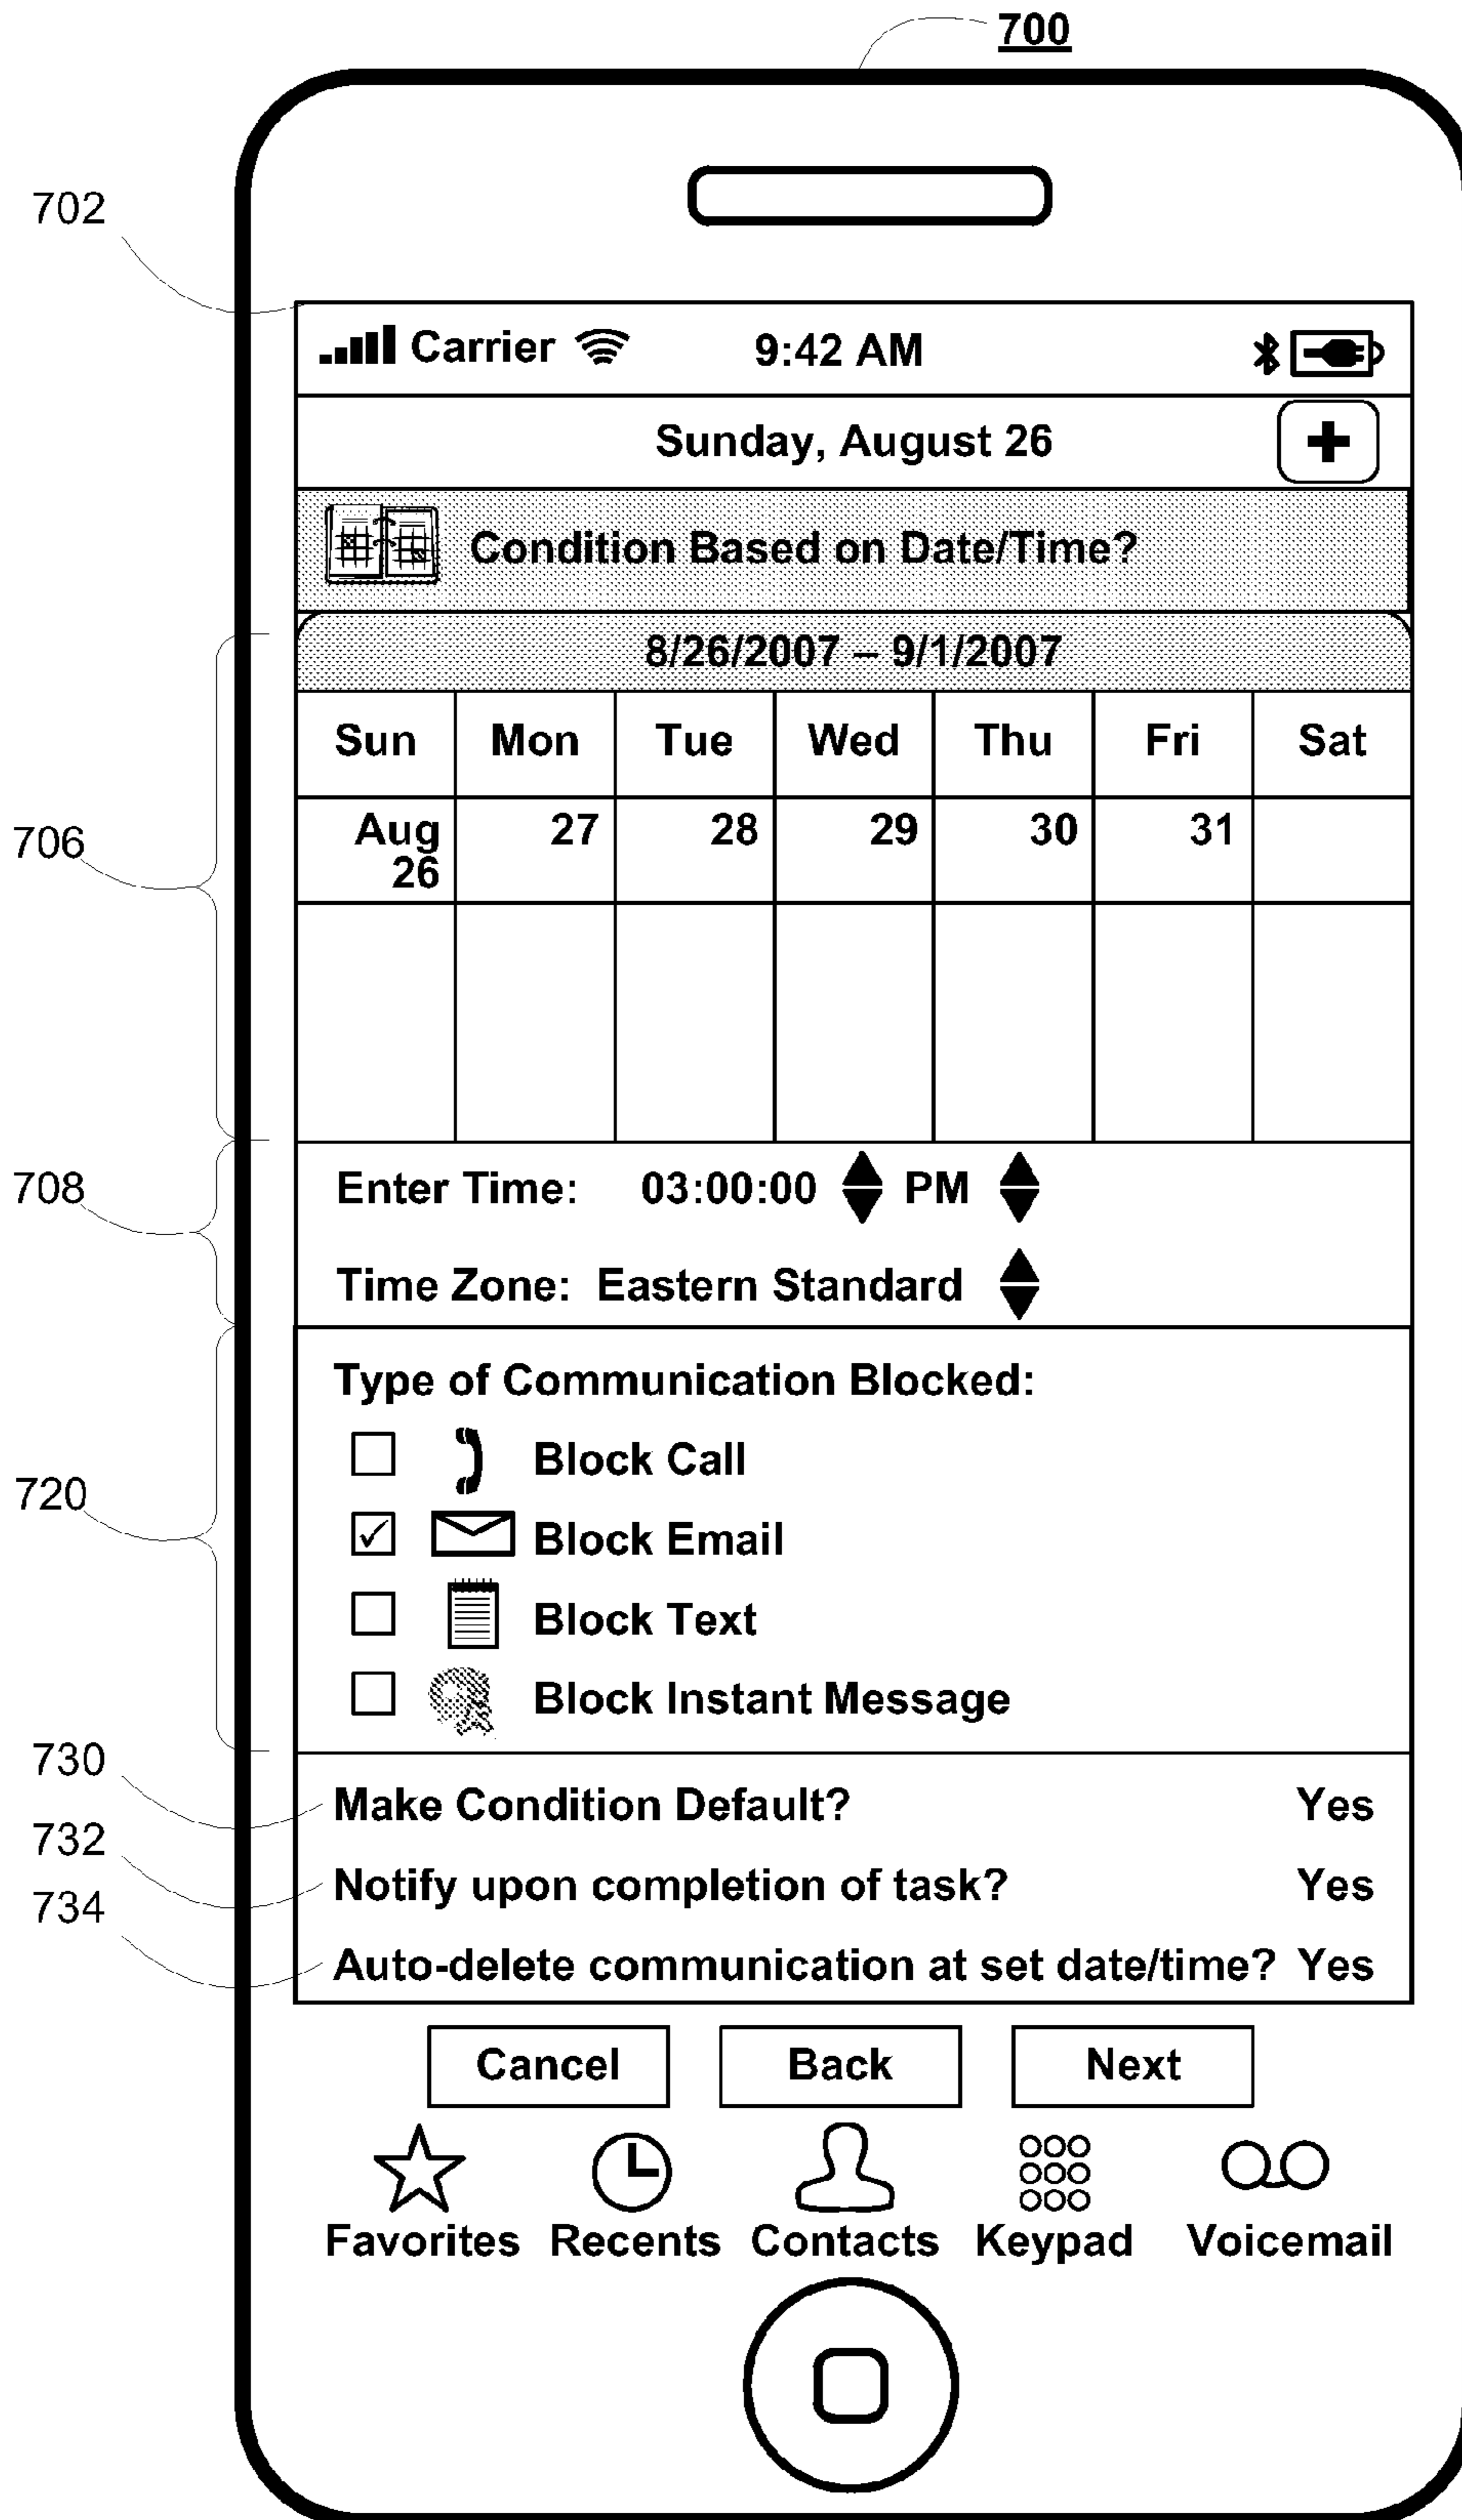 700
702
Carrier 9:42 AM
Sunday, August 26 +
Condition Based on Date/Time?
8/26/2007 – 9/1/2007
Sun Mon Tue Wed Thu Fri Sat
706
Aug 27 28 29 30 31
26
708
Enter Time: 03:00:00 PM
Time Zone: Eastern Standard
720
Type of Communication Blocked:
Block Call
Block Email
Block Text
Block Instant Message
730
Make Condition Default? Yes
732
Notify upon completion of task? Yes
734
Auto-delete communication at set date/time? Yes
Cancel Back Next
Favorites Recents Contacts Keypad Voicemail